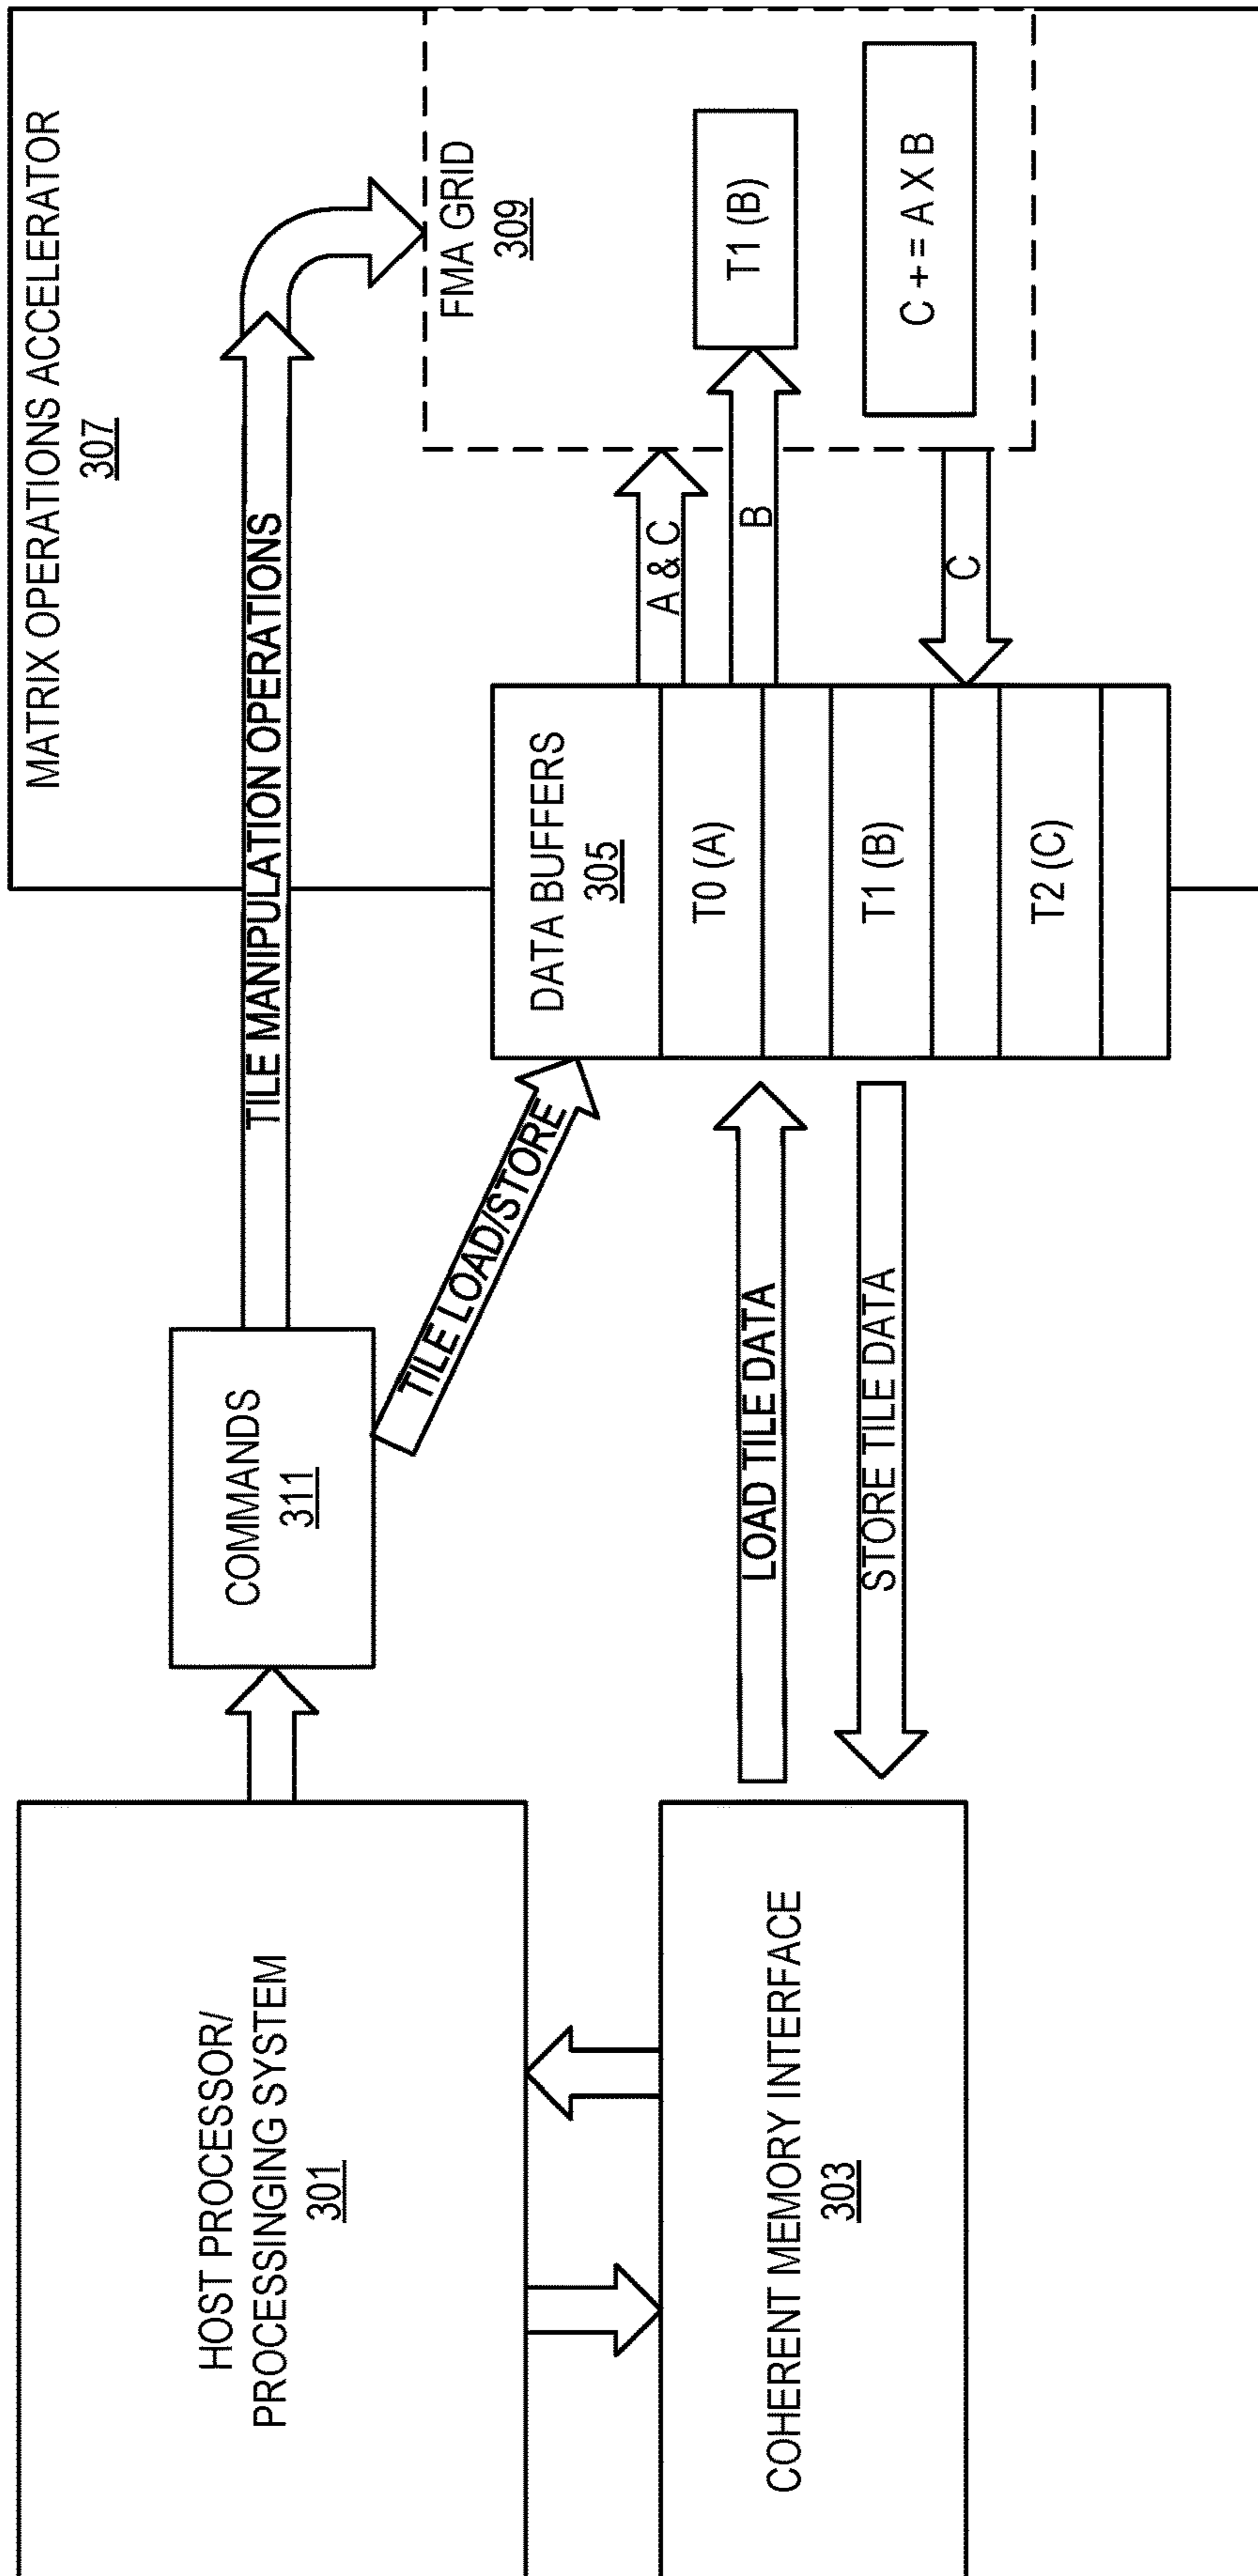 MATRIX OPERATIONS ACCELERATOR
307
HOST PROCESSOR/
PROCESSINGING SYSTEM
301
COMMANDS
311
TILE MANIPULATION OPERATIONS
TILE LOAD/STORE
FMA GRID
309
COHERENT MEMORY INTERFACE
303
LOAD TILE DATA
STORE TILE DATA
DATA BUFFERS
305
T0 (A)
T1 (B)
T2 (C)
A & C
B
C
T1 (B)
C + = A X B